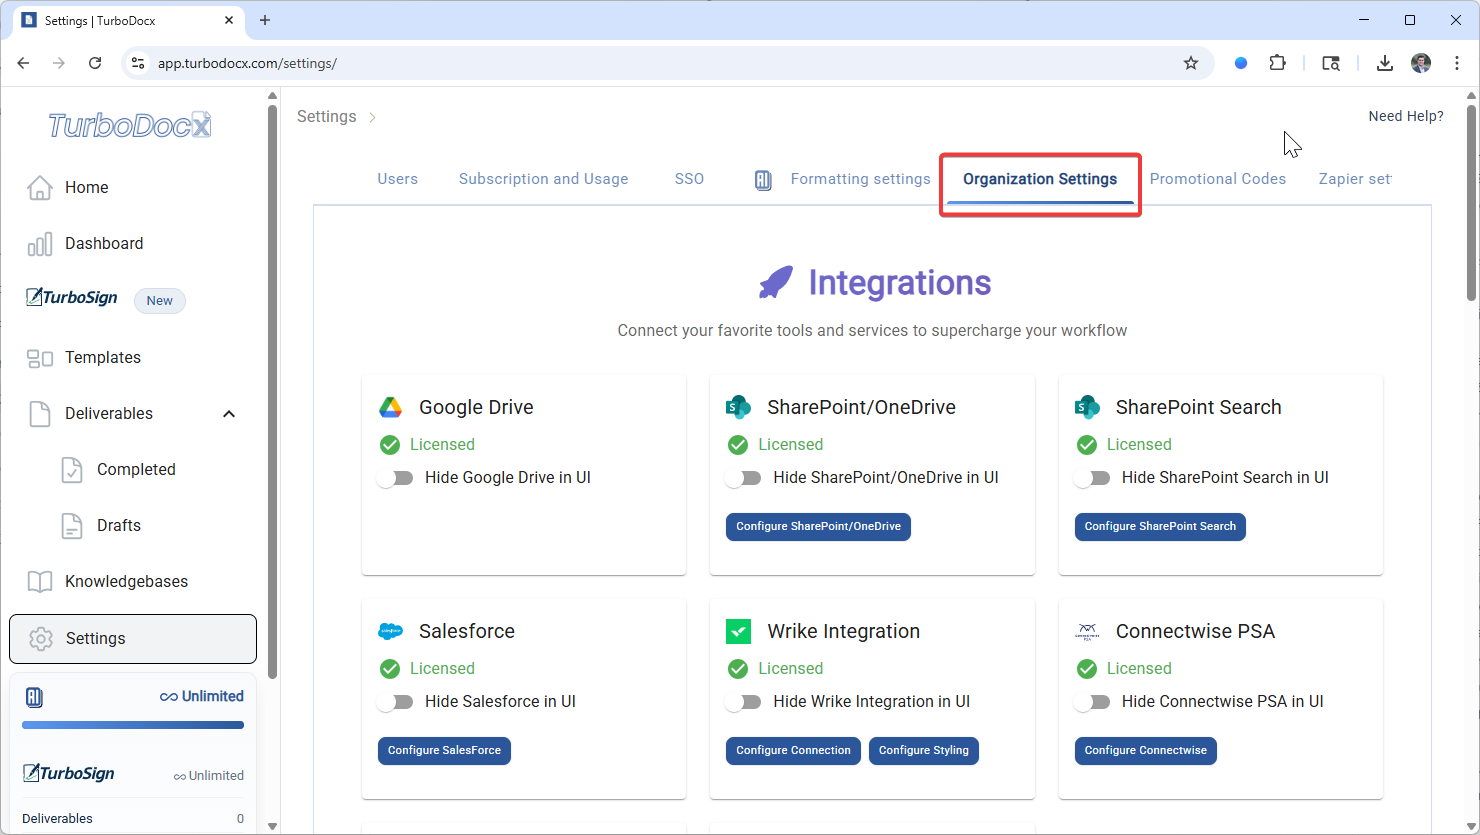 Settings | TurboDocx
app.turbodocx.com/settings/
TurboDocX
Settings
Need Help?
Home
Users
Subscription and Usage
SSO
Formatting settings
Organization Settings
Promotional Codes
Zapier set
Dashboard
TurboSign
New
Templates
Deliverables
Completed
Drafts
Knowledgebases
Settings
Unlimited
TurboSign
Unlimited
Deliverables
0
Integrations
Connect your favorite tools and services to supercharge your workflow
Google Drive
Licensed
Hide Google Drive in UI
SharePoint/OneDrive
Licensed
Hide SharePoint/OneDrive in UI
Configure SharePoint/OneDrive
SharePoint Search
Licensed
Hide SharePoint Search in UI
Configure SharePoint Search
Salesforce
Licensed
Hide Salesforce in UI
Configure SalesForce
Wrike Integration
Licensed
Hide Wrike Integration in UI
Configure Connection
Configure Styling
Connectwise PSA
Licensed
Hide Connectwise PSA in UI
Configure Connectwise